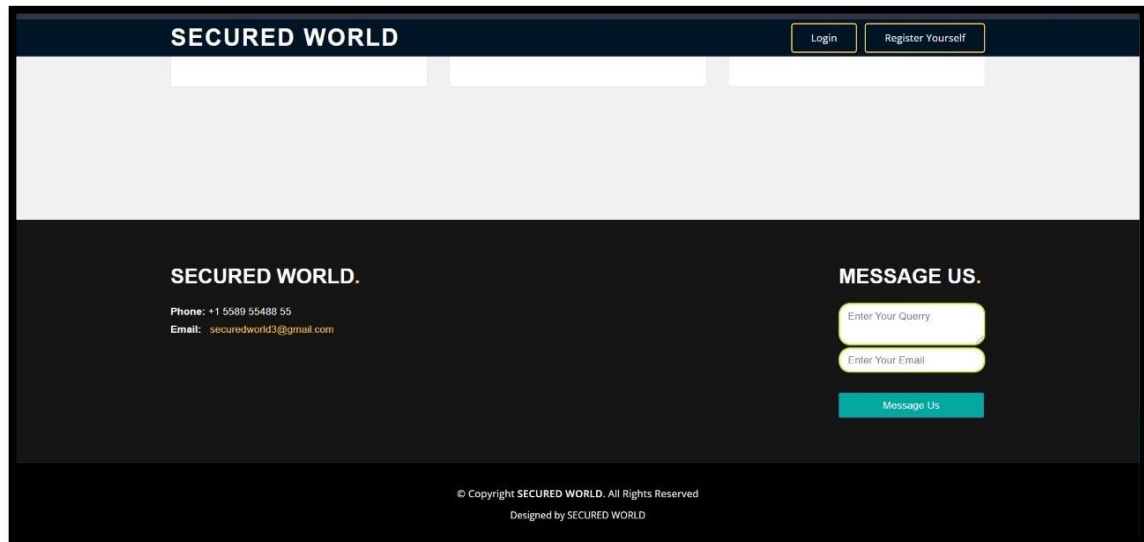 SECURED WORLD
Login
Register Yourself
SECURED WORLD.
Phone: +1 5589 55488 55
Email: securedworld3@gmail.com
MESSAGE US.
Enter Your Querry
Enter Your Email
Message Us
© Copyright SECURED WORLD. All Rights Reserved
Designed by SECURED WORLD